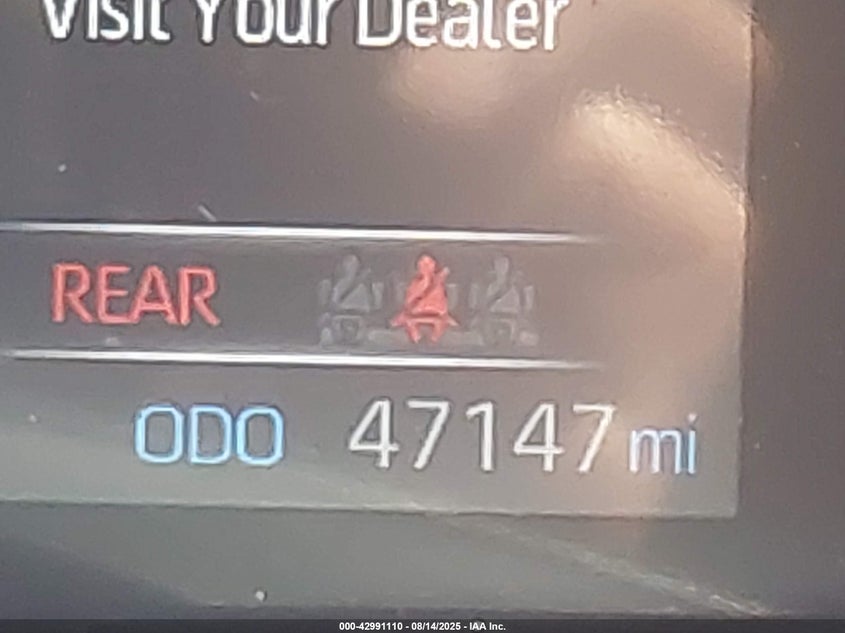 Visit Your Dealer
REAR
ODO 47147 mi
000-42991110 - 08/14/2025 - IAA Inc.